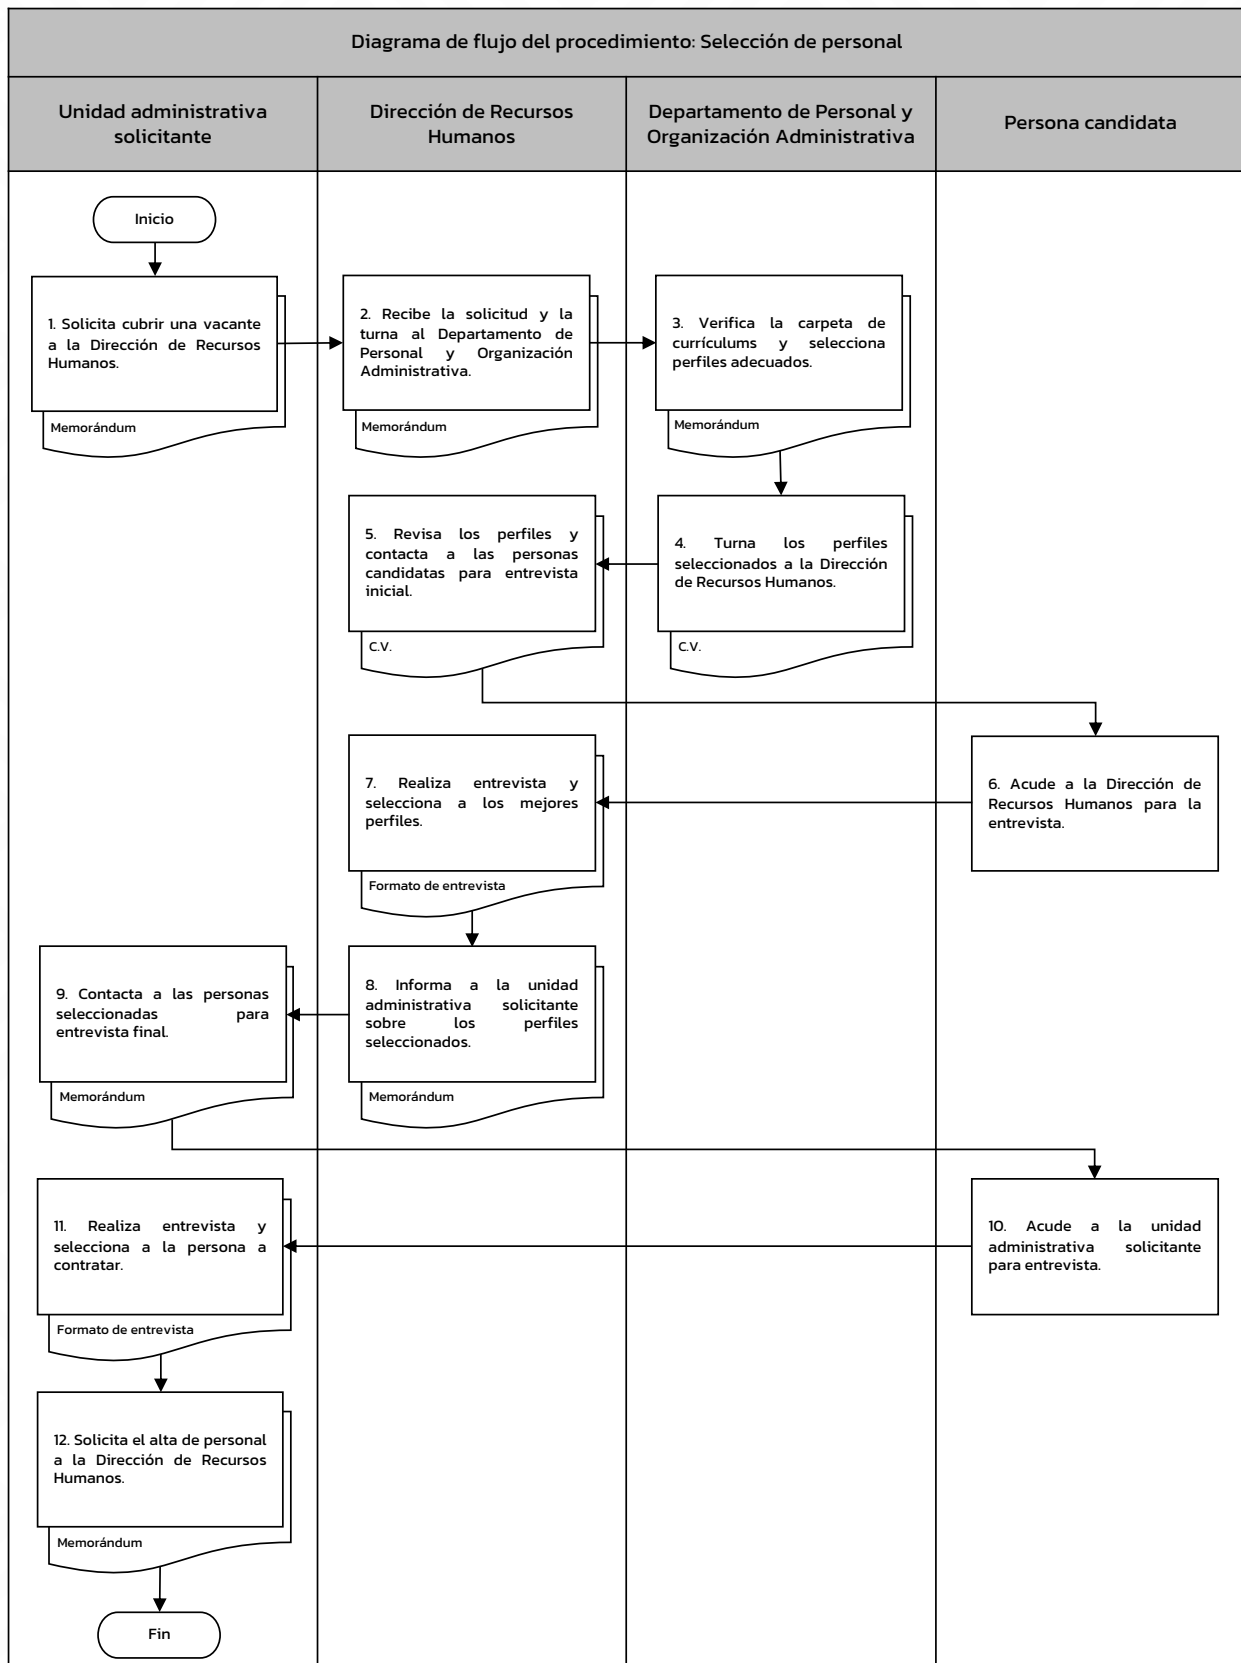 Diagrama de flujo del procedimiento: Selección de personal
Unidad administrativa
solicitante
Dirección de Recursos
Humanos
Departamento de Personal y
Organización Administrativa
Persona candidata
Inicio
1. Solicita cubrir una vacante
a la Dirección de Recursos
Humanos.
Memorándum
2. Recibe la solicitud y la
turna al Departamento de
Personal y Organización
Administrativa.
Memorándum
3. Verifica la carpeta de
currículums y selecciona
perfiles adecuados.
Memorándum
4. Turna los perfiles
seleccionados a la Dirección
de Recursos Humanos.
C.V.
5. Revisa los perfiles y
contacta a las personas
candidatas para entrevista
inicial.
C.V.
6. Acude a la Dirección de
Recursos Humanos para la
entrevista.
7. Realiza entrevista y
selecciona a los mejores
perfiles.
Formato de entrevista
8. Informa a la unidad
administrativa solicitante
sobre los perfiles
seleccionados.
Memorándum
9. Contacta a las personas
seleccionadas para
entrevista final.
Memorándum
10. Acude a la unidad
administrativa solicitante
para entrevista.
11. Realiza entrevista y
selecciona a la persona a
contratar.
Formato de entrevista
12. Solicita el alta de personal
a la Dirección de Recursos
Humanos.
Memorándum
Fin